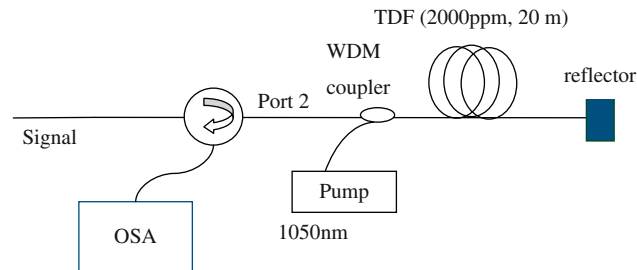 TDF (2000ppm, 20 m)
WDM
coupler
reflector
Port 2
Signal
Pump
1050nm
OSA